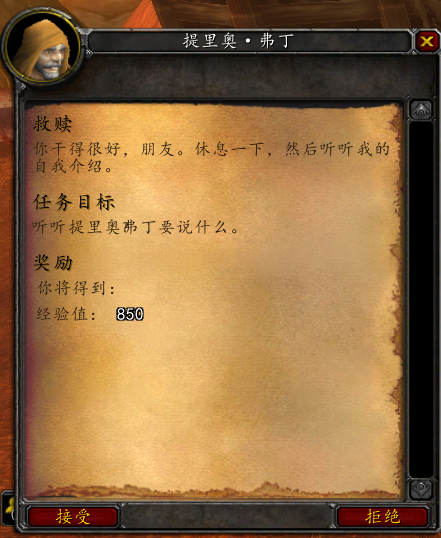 提里奥·弗丁
救赎
你干得很好，朋友。休息一下，然后听听我的
自我介绍。
任务目标
听听提里奥弗丁要说什么。
奖励
你将得到：
经验值： 850
接受
拒绝